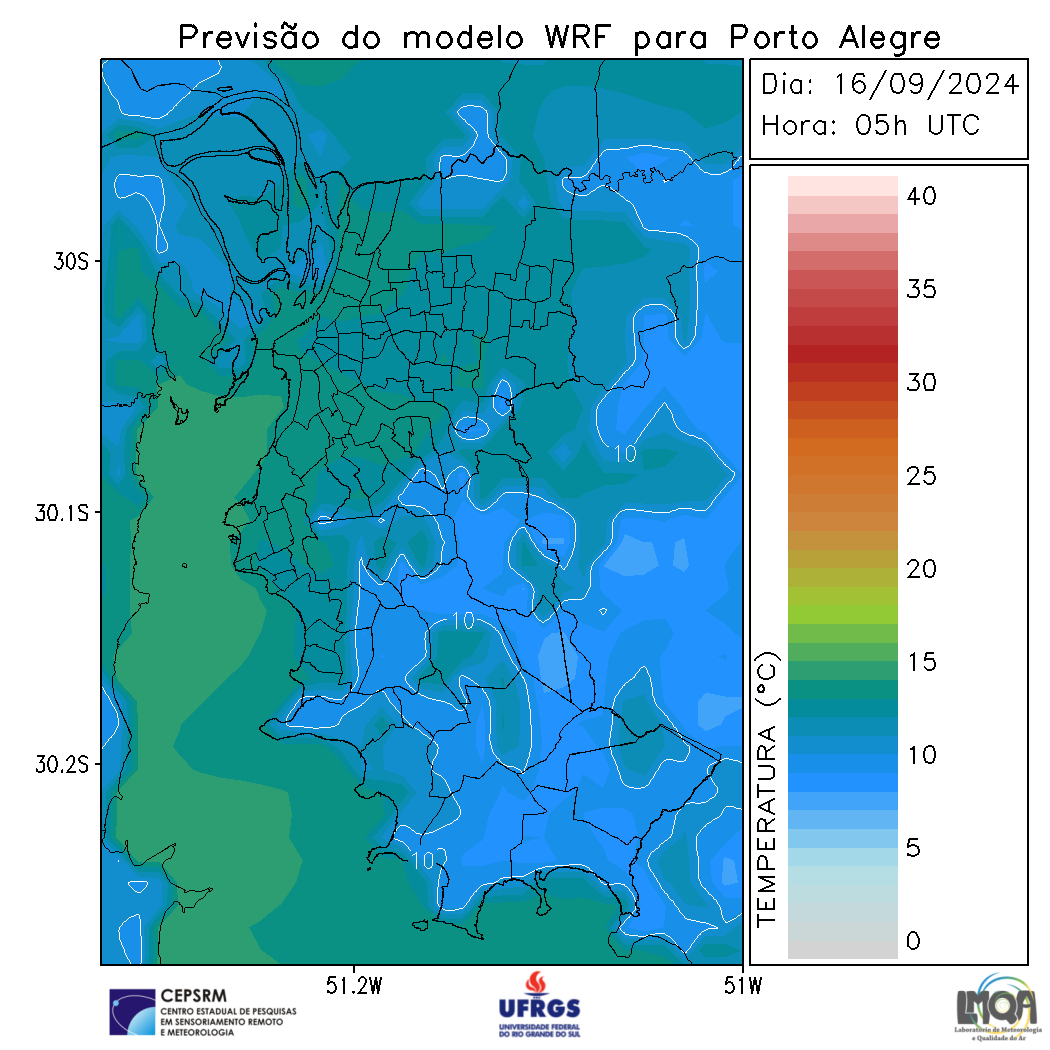 Previsão do modelo WRF para Porto Alegre
Dia: 16/09/2024
Hora: 05h UTC
40
35
30
25
20
15
10
5
0
TEMPERATURA (°C)
30S
30.1S
30.2S
51.2W
51W
10
10
10
CEPSRM
CENTRO ESTADUAL DE PESQUISAS
EM SENSORIAMENTO REMOTO
E METEOROLOGIA
UFRGS
UNIVERSIDADE FEDERAL
DO RIO GRANDE DO SUL
LMQA
Laboratório de Meteorologia
e Qualidade do Ar